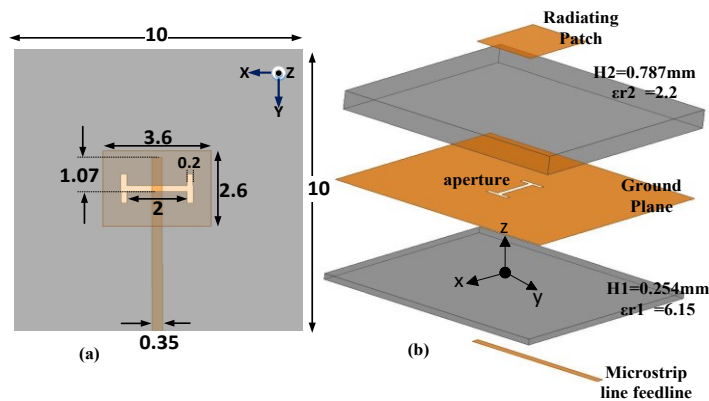 10
X Z
Y
3.6
0.2
1.07
2
2.6
10
0.35
(a)
Radiating
Patch
H2=0.787mm
εr2 =2.2
aperture
Ground
Plane
z
x
y
H1=0.254mm
εr1 =6.15
(b)
Microstrip
line feedline